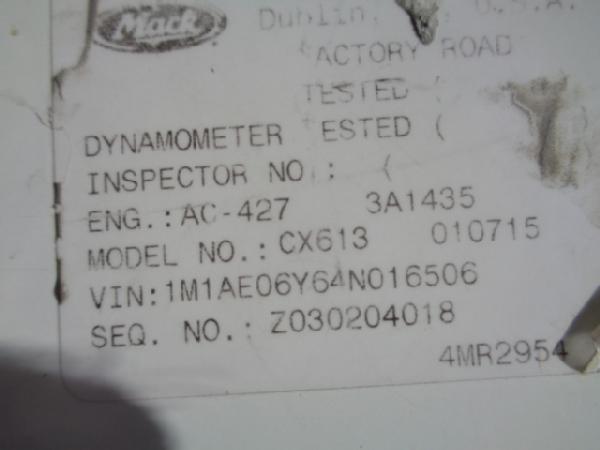 Mack
Dublin, U.S.A.
FACTORY ROAD
TESTED (
DYNAMOMETER TESTED (
INSPECTOR NO.: (
ENG.: AC-427 3A1435
MODEL NO.: CX613 010715
VIN: 1M1AE06Y64N016506
SEQ. NO.: Z030204018
4MR2954